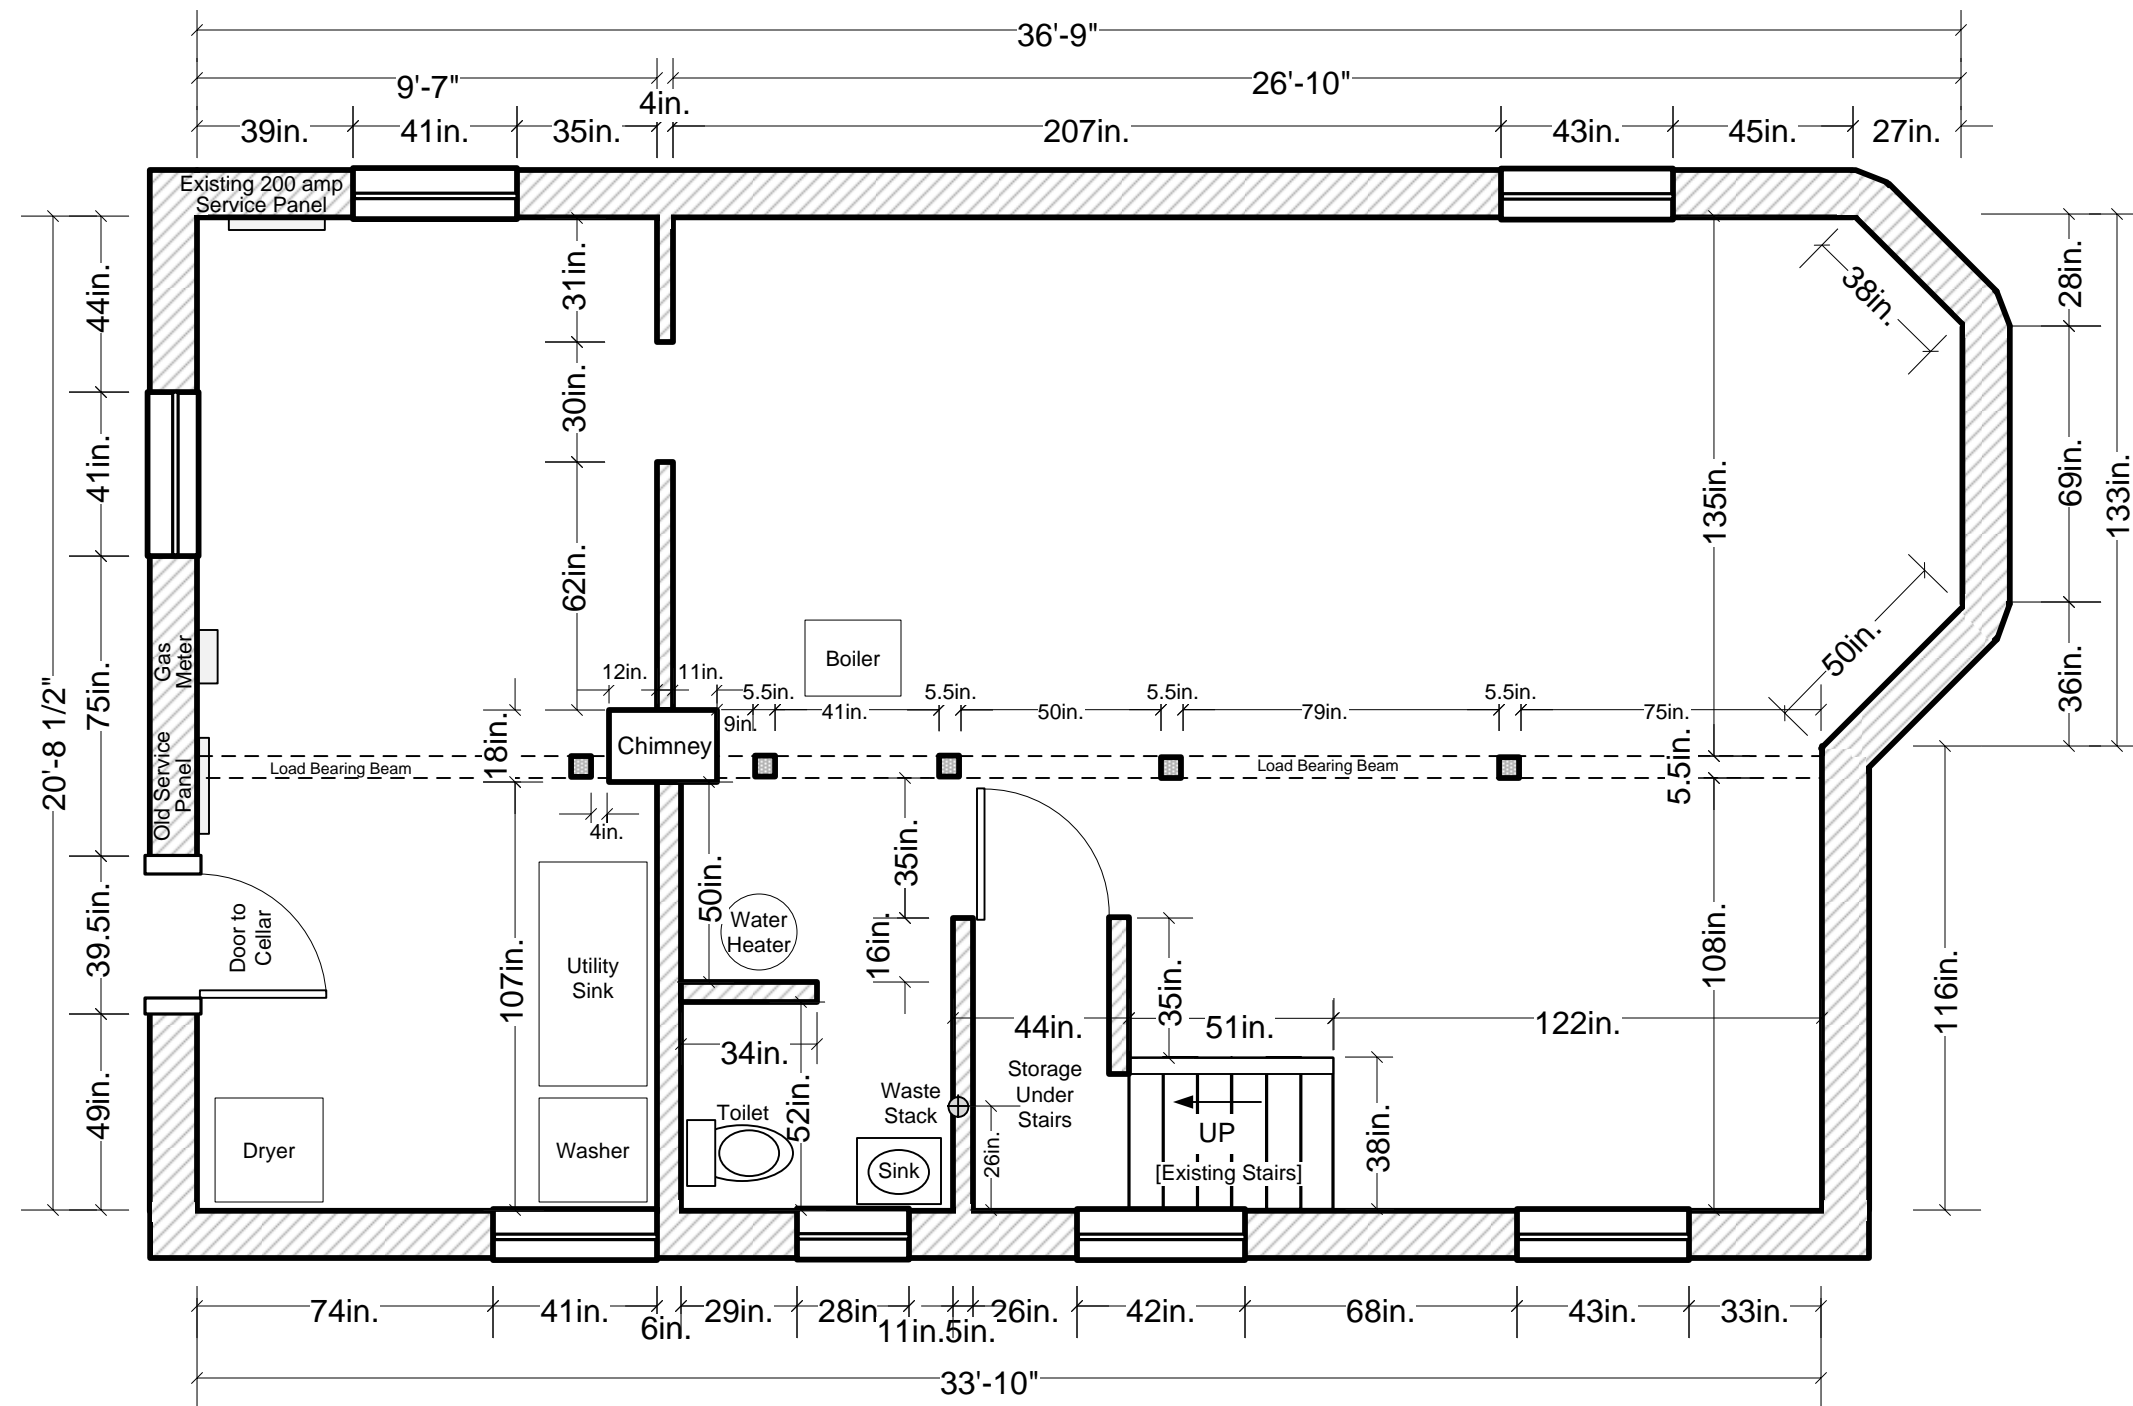 36'-9"
9'-7"
26'-10"
4in.
39in.
41in.
35in.
207in.
43in.
45in.
27in.
Existing 200 amp
Service Panel
44in.
31in.
28in.
38in.
30in.
41in.
135in.
69in.
133in.
62in.
Gas
Meter
Boiler
50in.
75in.
20'-8 1/2"
12in.
11in.
5.5in.
5.5in.
5.5in.
5.5in.
36in.
9in.
41in.
50in.
79in.
75in.
18in.
Chimney
Load Bearing Beam
Load Bearing Beam
5.5in.
Old Service
Panel
4in.
35in.
50in.
Water
Heater
16in.
39.5in.
Door to
Cellar
107in.
Utility
Sink
108in.
116in.
35in.
44in.
51in.
122in.
34in.
Storage
Under
Stairs
49in.
Waste
Stack
Toilet
52in.
26in.
UP
38in.
Dryer
Washer
Sink
[Existing Stairs]
74in.
41in.
6in.
29in.
28in.
11in.
5in.
26in.
42in.
68in.
43in.
33in.
33'-10"